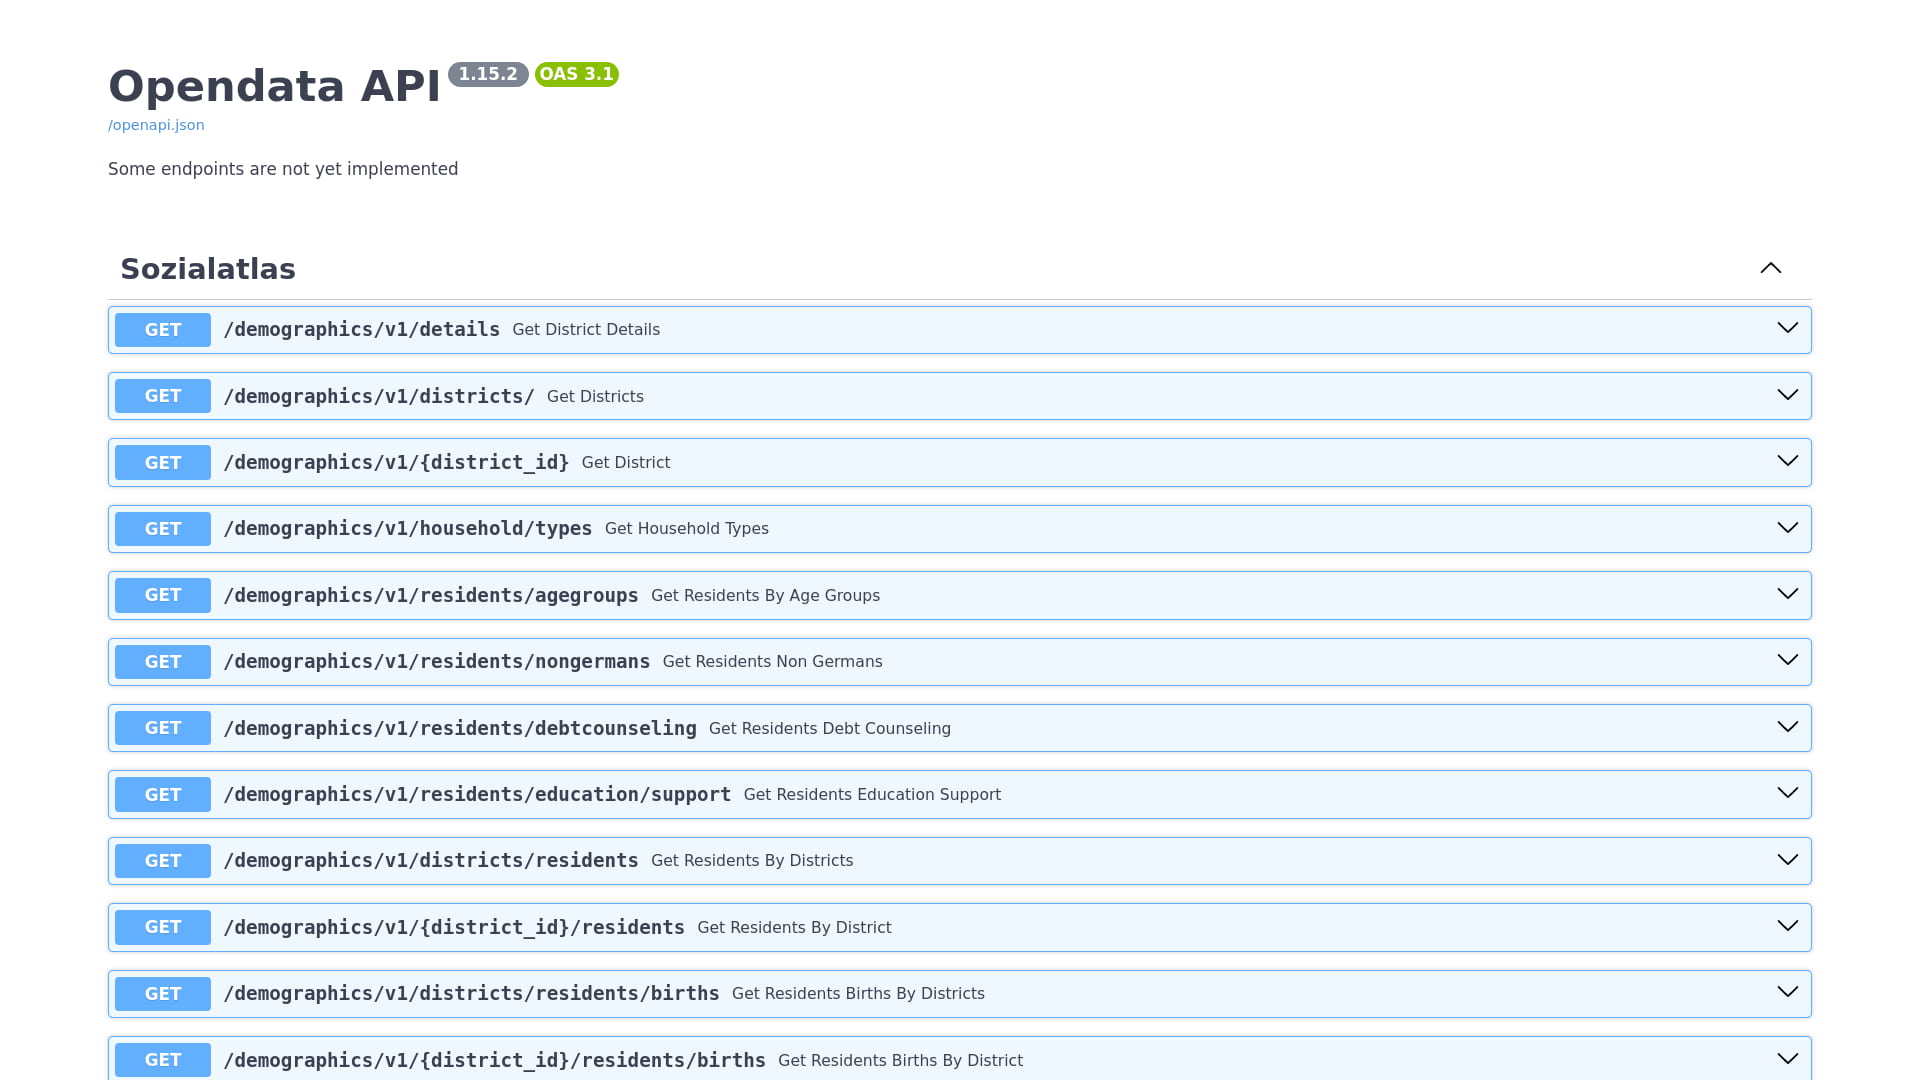 Opendata API 1.15.2 OAS 3.1
/openapi.json
Some endpoints are not yet implemented
Sozialatlas
GET /demographics/v1/details Get District Details
GET /demographics/v1/districts/ Get Districts
GET /demographics/v1/{district_id} Get District
GET /demographics/v1/household/types Get Household Types
GET /demographics/v1/residents/agegroups Get Residents By Age Groups
GET /demographics/v1/residents/nongermans Get Residents Non Germans
GET /demographics/v1/residents/debtcounseling Get Residents Debt Counseling
GET /demographics/v1/residents/education/support Get Residents Education Support
GET /demographics/v1/districts/residents Get Residents By Districts
GET /demographics/v1/{district_id}/residents Get Residents By District
GET /demographics/v1/districts/residents/births Get Residents Births By Districts
GET /demographics/v1/{district_id}/residents/births Get Residents Births By District